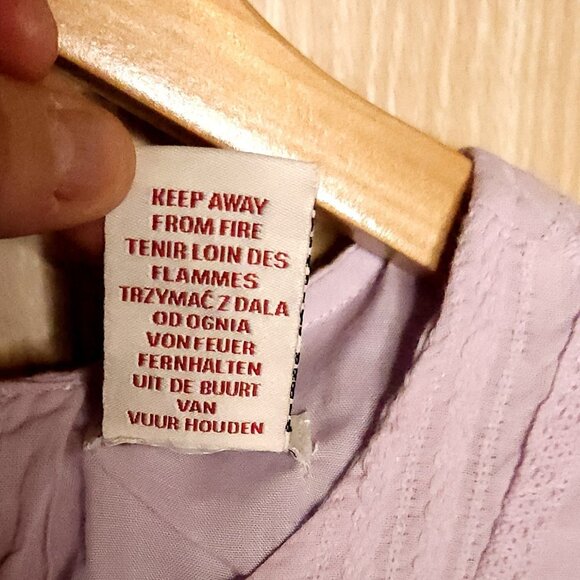 KEEP AWAY
FROM FIRE
TENIR LOIN DES
FLAMMES
TRZYMAĆ Z DALA
OD OGNIA
VON FEUER
FERNHALTEN
UIT DE BUURT
VAN
VUUR HOUDEN